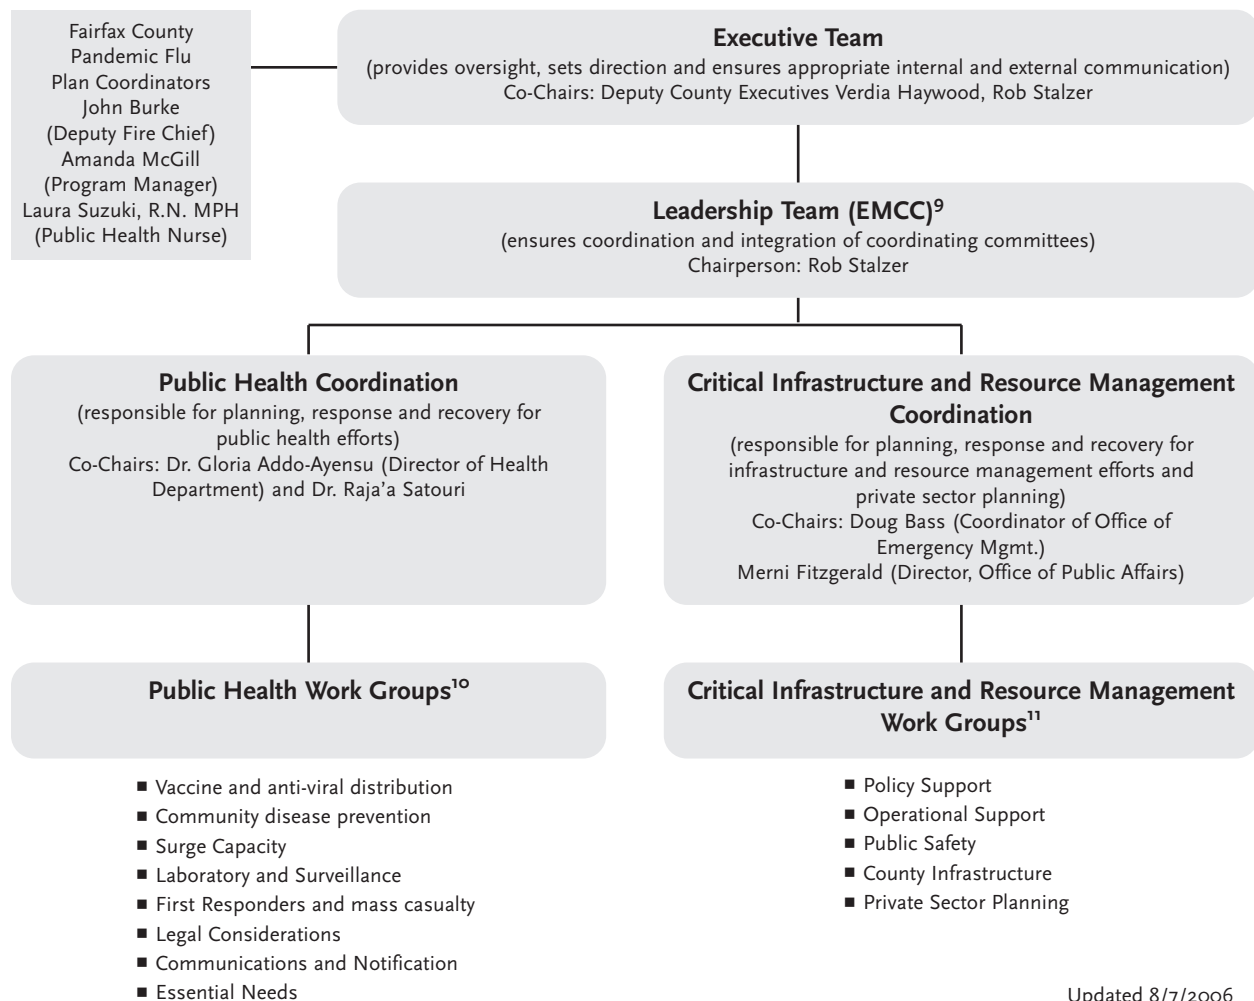 Fairfax County
Pandemic Flu
Plan Coordinators
John Burke
(Deputy Fire Chief)
Amanda McGill
(Program Manager)
Laura Suzuki, R.N. MPH
(Public Health Nurse)
Executive Team
(provides oversight, sets direction and ensures appropriate internal and external communication)
Co-Chairs: Deputy County Executives Verdia Haywood, Rob Stalzer
Leadership Team (EMCC)⁹
(ensures coordination and integration of coordinating committees)
Chairperson: Rob Stalzer
Public Health Coordination
(responsible for planning, response and recovery for
public health efforts)
Co-Chairs: Dr. Gloria Addo-Ayensu (Director of Health
Department) and Dr. Raja'a Satouri
Critical Infrastructure and Resource Management
Coordination
(responsible for planning, response and recovery for
infrastructure and resource management efforts and
private sector planning)
Co-Chairs: Doug Bass (Coordinator of Office of
Emergency Mgmt.)
Merni Fitzgerald (Director, Office of Public Affairs)
Public Health Work Groups¹⁰
Critical Infrastructure and Resource Management
Work Groups¹¹
■ Vaccine and anti-viral distribution
■ Community disease prevention
■ Surge Capacity
■ Laboratory and Surveillance
■ First Responders and mass casualty
■ Legal Considerations
■ Communications and Notification
■ Essential Needs
■ Policy Support
■ Operational Support
■ Public Safety
■ County Infrastructure
■ Private Sector Planning
Updated 8/7/2006